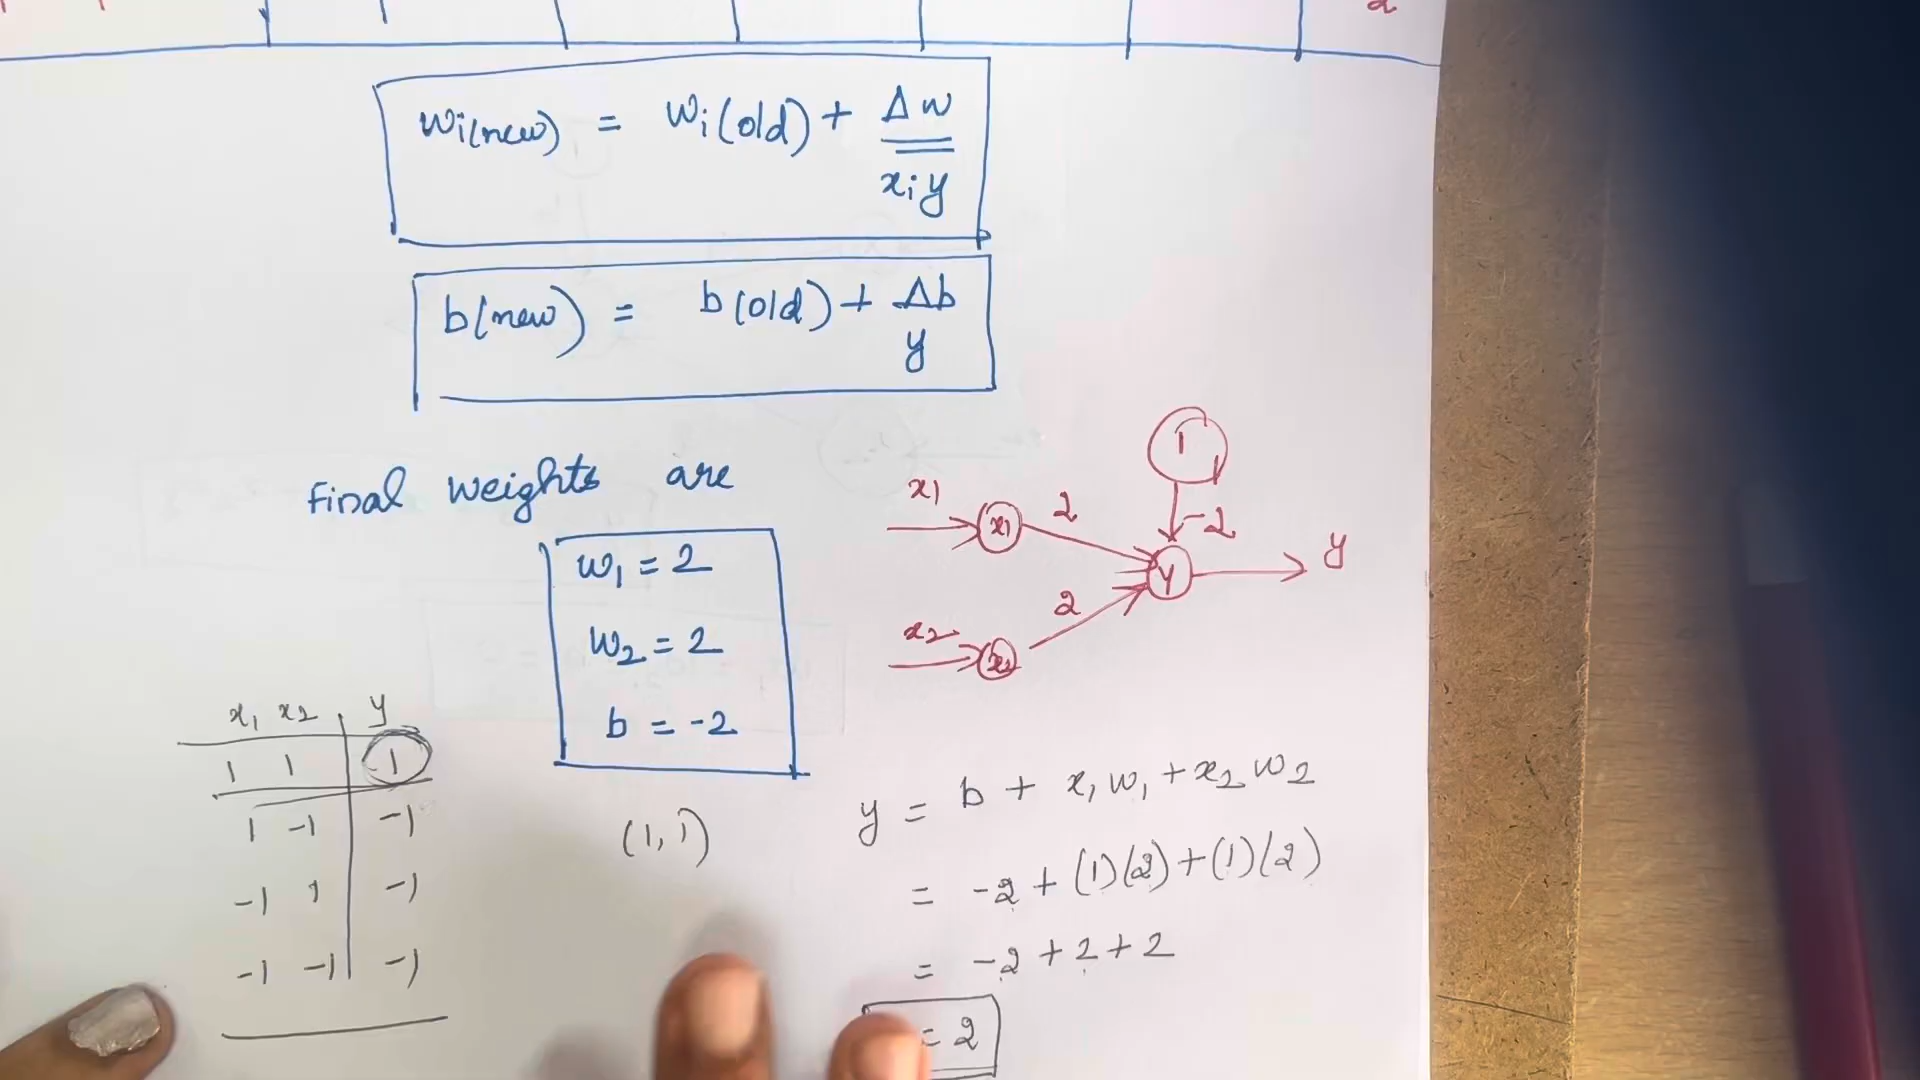 2
wi(new) = wi(old) + Δw
xiy
b(new) = b(old) + Δb
y
Final weights are
w1 = 2
w2 = 2
b = -2
1
x1 x1 2 -2
y y
x2 x2 2
x1 x2 y
1 1 1
1 -1 -1
-1 1 -1
-1 -1 -1
(1, 1)
y = b + x1w1 + x2w2
= -2 + (1)(2) + (1)(2)
= -2 + 2 + 2
= 2